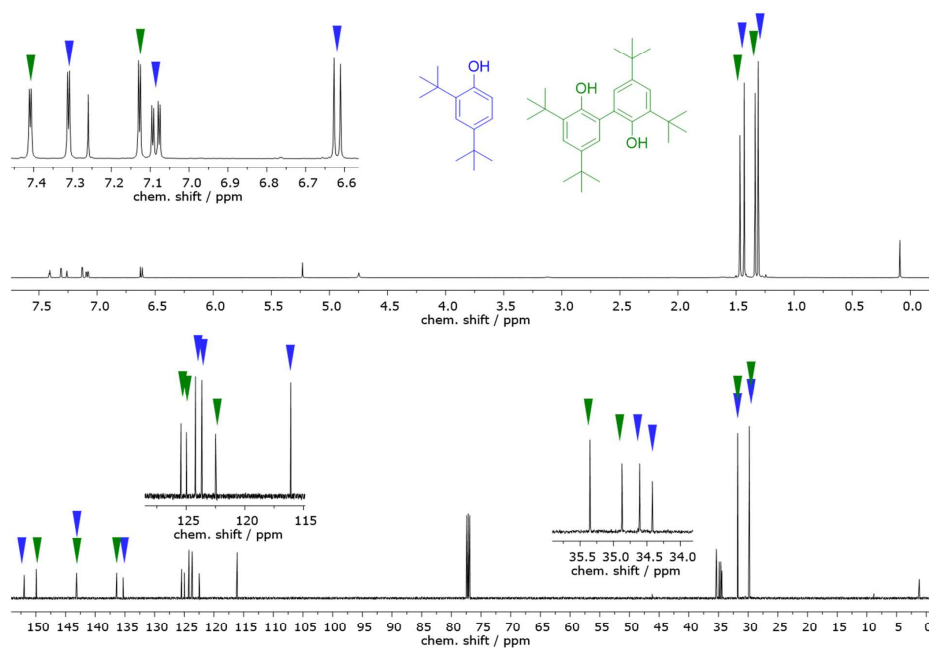 OH
HO
OH
7.4 7.3 7.2 7.1 7.0 6.9 6.8 6.7 6.6
chem. shift / ppm
7.5 7.0 6.5 6.0 5.5 5.0 4.5 4.0 3.5 3.0 2.5 2.0 1.5 1.0 0.5 0.0
chem. shift / ppm
125 120 115
chem. shift / ppm
35.5 35.0 34.5 34.0
chem. shift / ppm
150 145 140 135 130 125 120 115 110 105 100 95 90 85 80 75 70 65 60 55 50 45 40 35 30 25 20 15 10 5 0
chem. shift / ppm